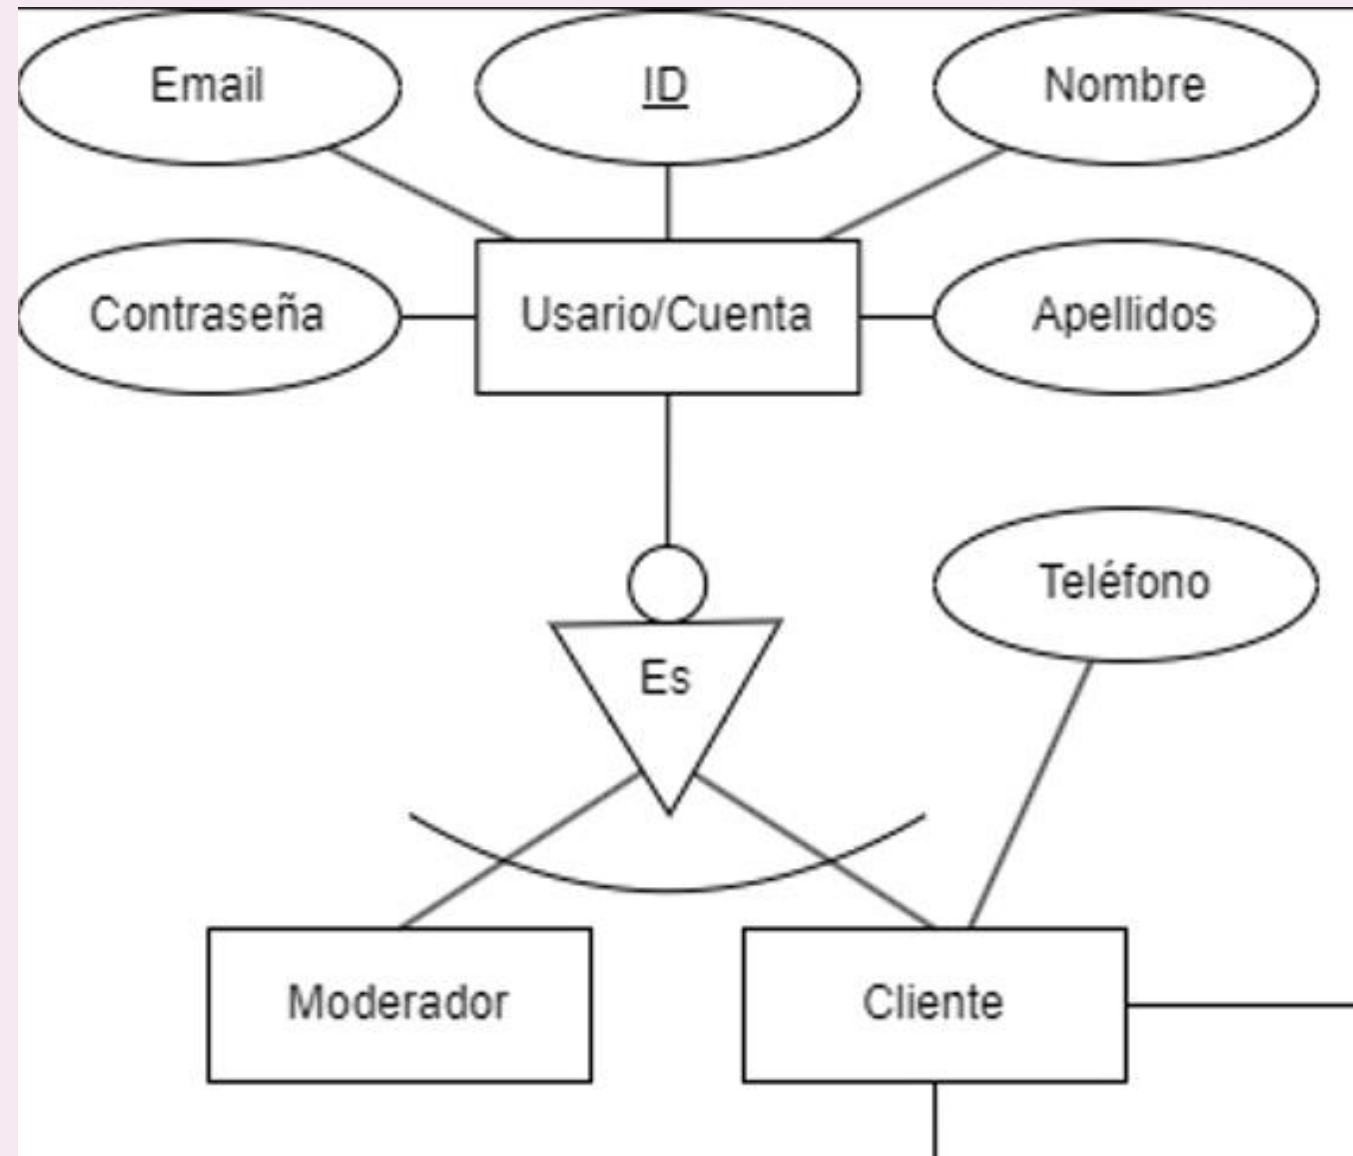 Email
ID
Nombre
Contraseña
Usario/Cuenta
Apellidos
Teléfono
Es
Moderador
Cliente